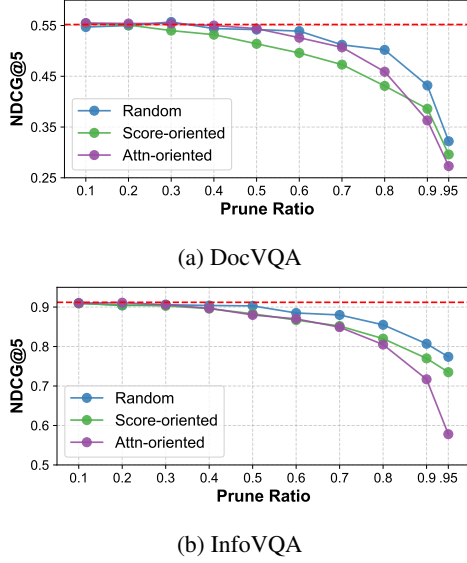 0.55
0.45
0.35
0.25
NDCG@5
Random
Score-oriented
Attn-oriented
0.1 0.2 0.3 0.4 0.5 0.6 0.7 0.8 0.9 .95
Prune Ratio
(a) DocVQA
0.9
0.8
0.7
0.6
0.5
NDCG@5
Random
Score-oriented
Attn-oriented
0.1 0.2 0.3 0.4 0.5 0.6 0.7 0.8 0.9 .95
Prune Ratio
(b) InfoVQA